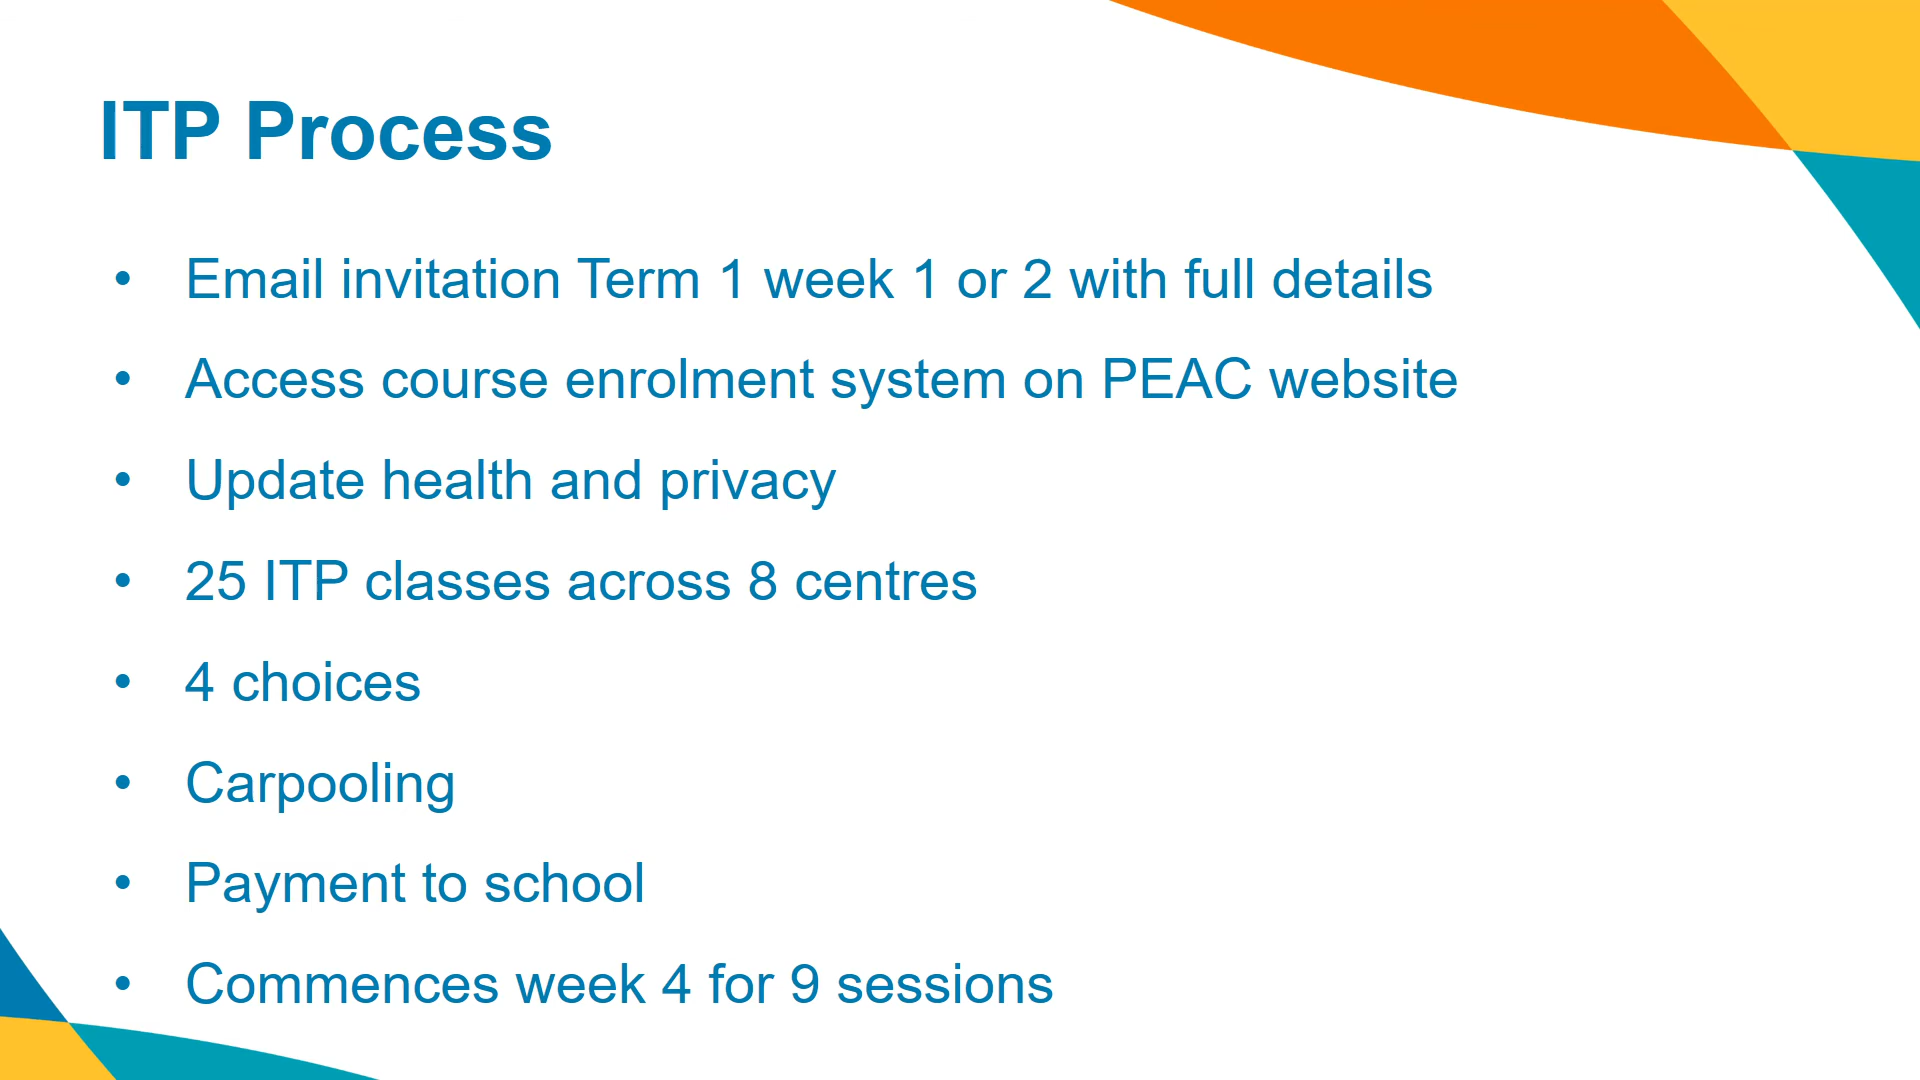 ITP Process
• Email invitation Term 1 week 1 or 2 with full details
• Access course enrolment system on PEAC website
• Update health and privacy
• 25 ITP classes across 8 centres
• 4 choices
• Carpooling
• Payment to school
• Commences week 4 for 9 sessions